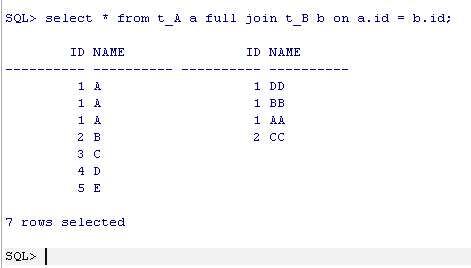 SQL> select * from t_A a full join t_B b on a.id = b.id;
        ID NAME               ID NAME
---------- ---------- ---------- ----------
         1 A                   1 DD
         1 A                   1 BB
         1 A                   1 AA
         2 B                   2 CC
         3 C
         4 D
         5 E
7 rows selected
SQL>